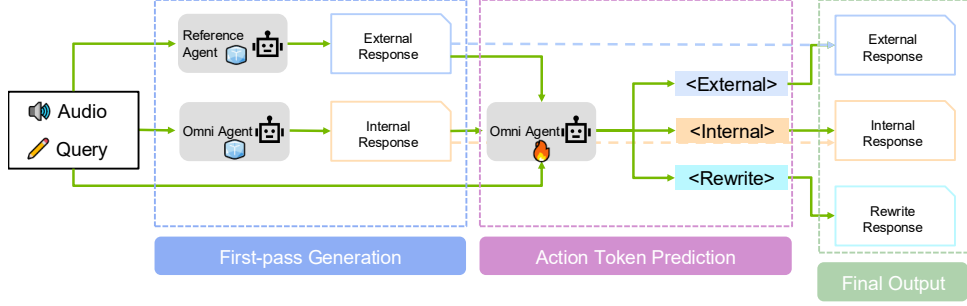 Audio
Query
Reference
Agent
External
Response
Omni Agent
Internal
Response
First-pass Generation
Omni Agent
<External>
<Internal>
<Rewrite>
Action Token Prediction
External
Response
Internal
Response
Rewrite
Response
Final Output